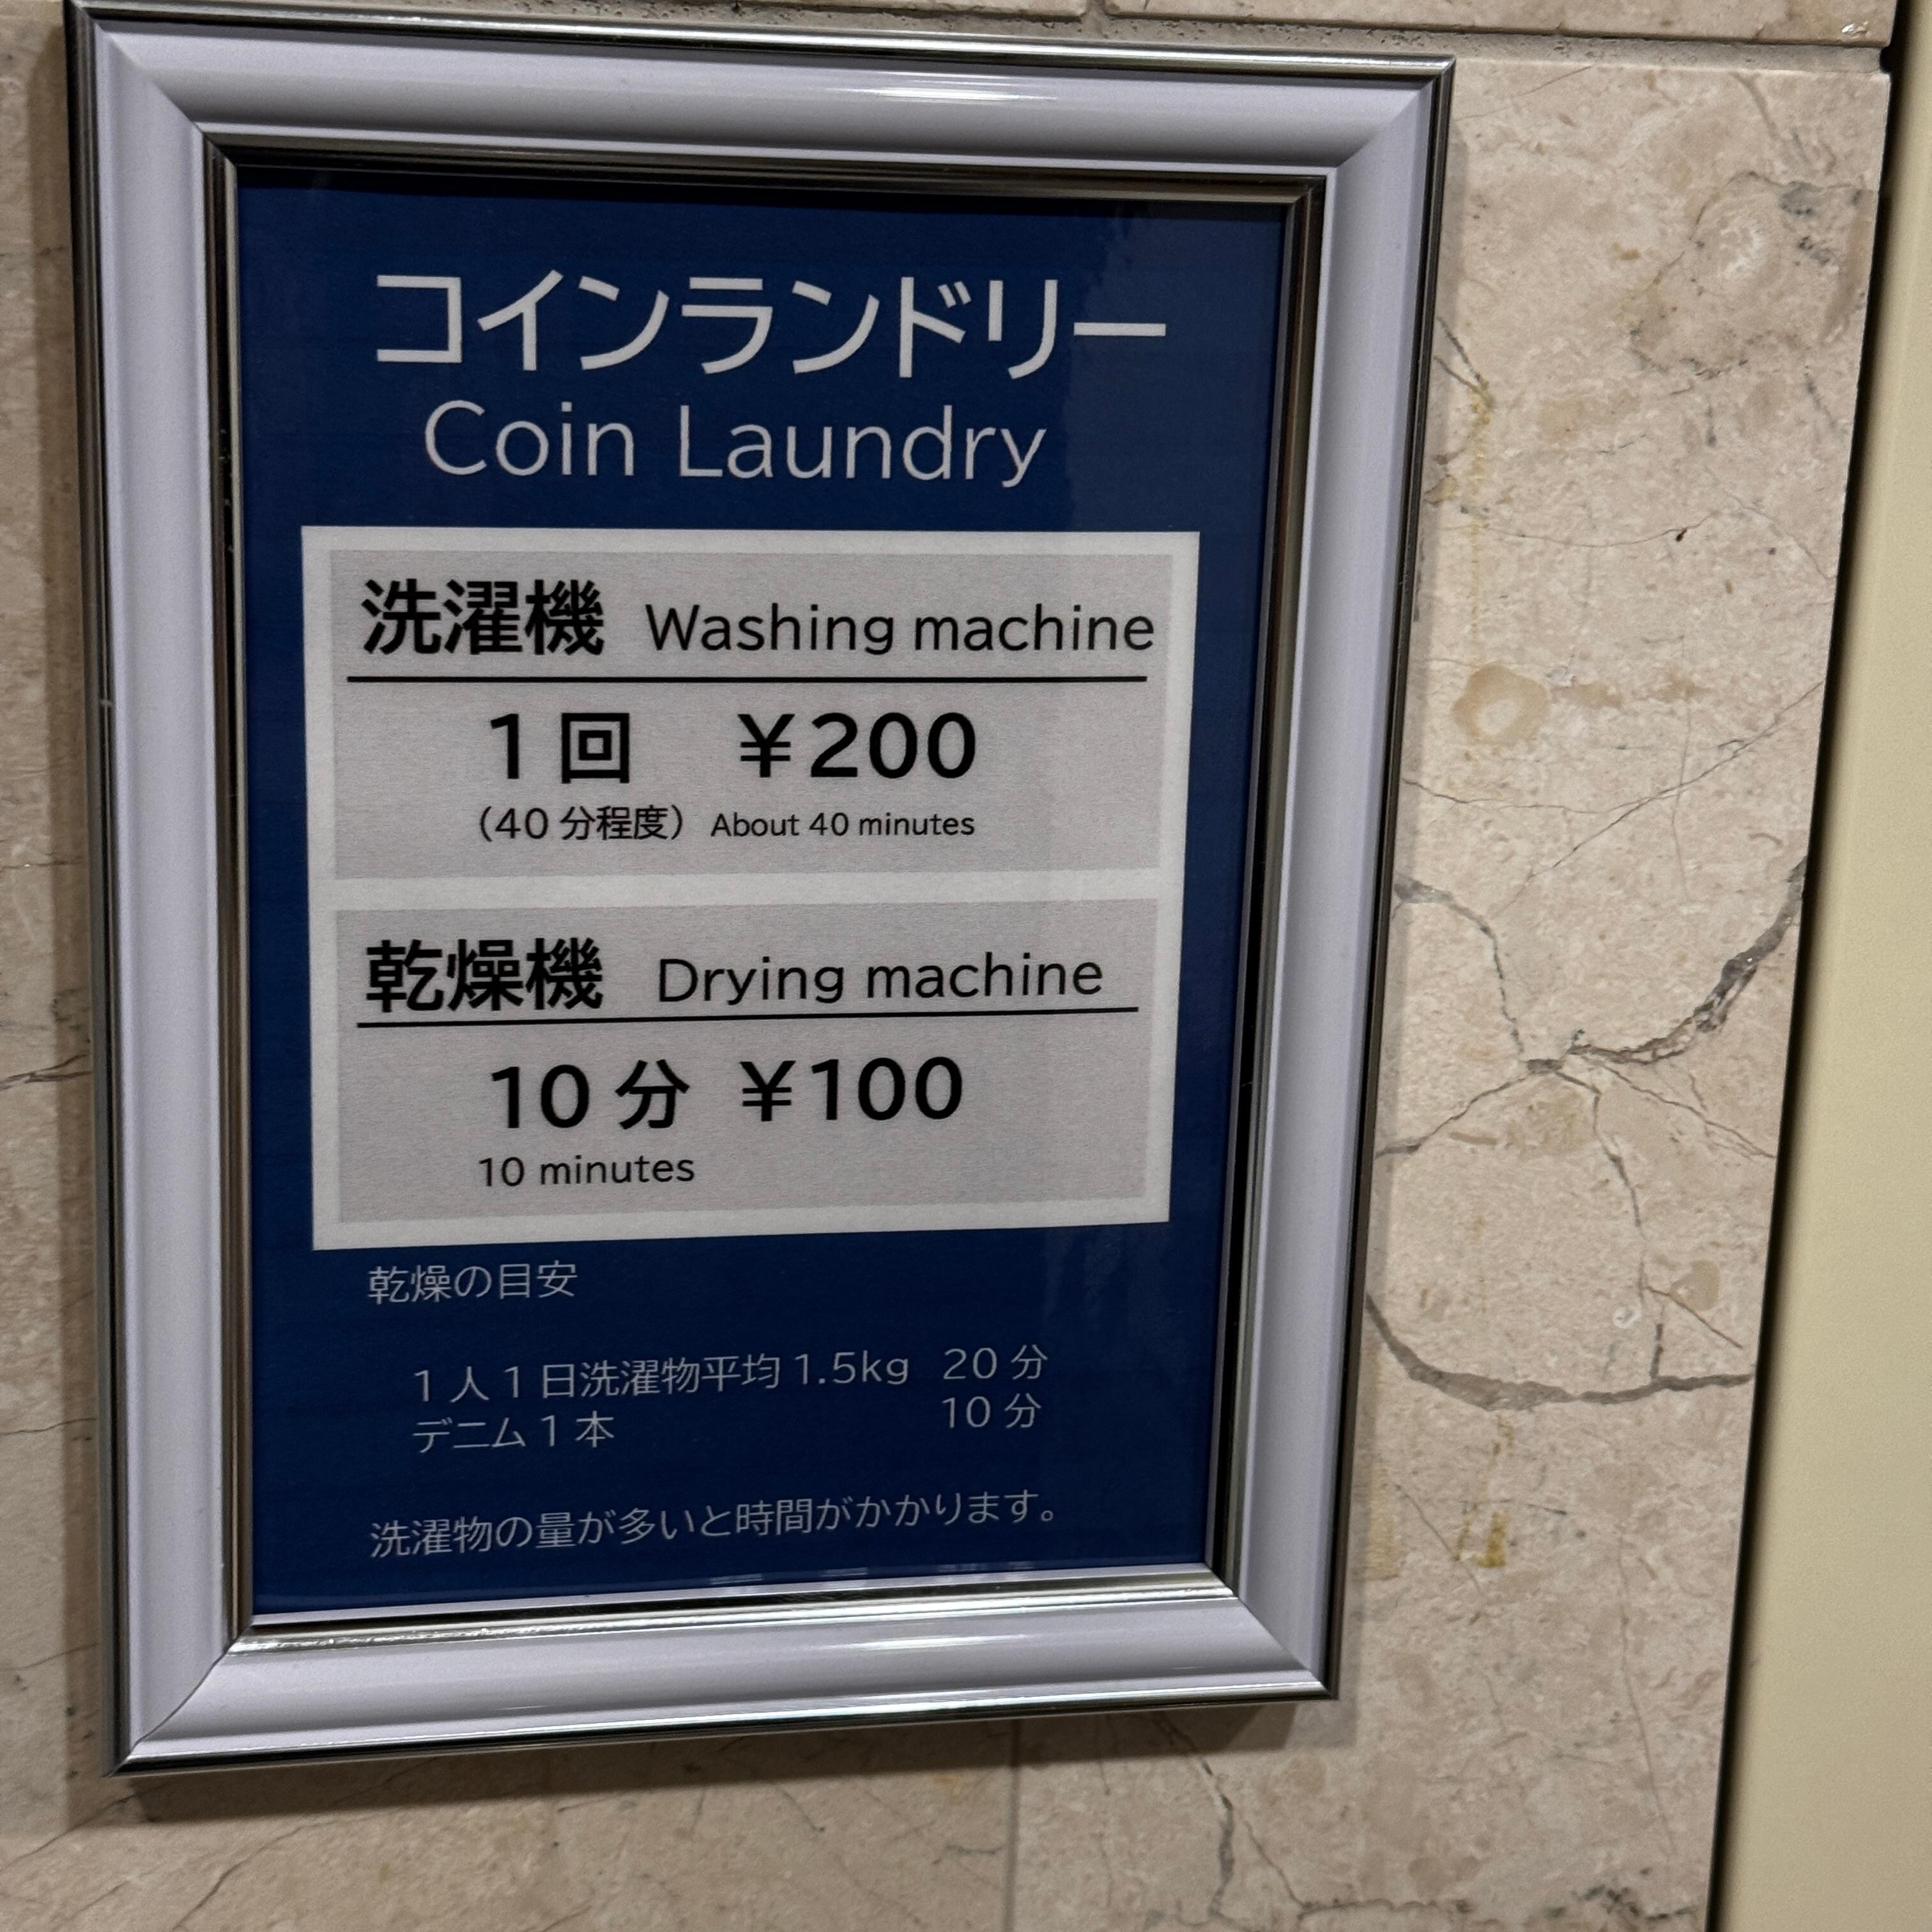 コインランドリー
Coin Laundry
洗濯機 Washing machine
1回 ¥200
(40分程度) About 40 minutes
乾燥機 Drying machine
10分 ¥100
10 minutes
乾燥の目安
1人1日洗濯物平均1.5kg 20分
デニム1本 10分
洗濯物の量が多いと時間がかかります。